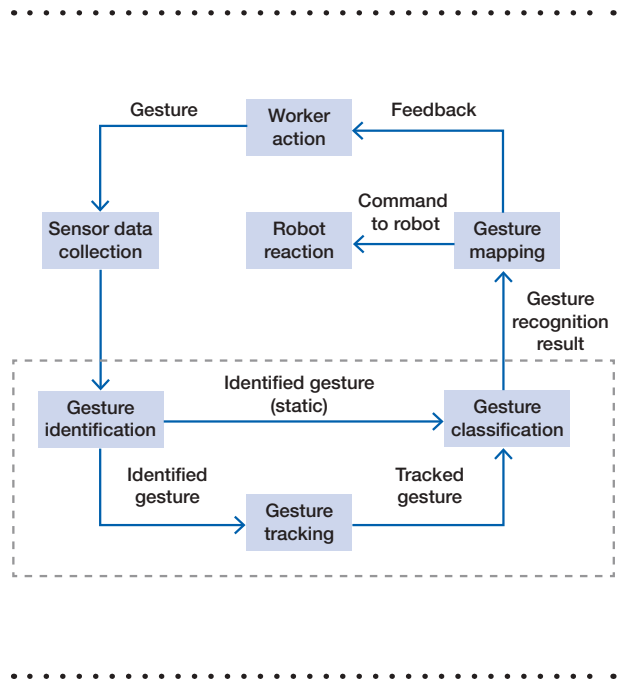 Gesture
Worker
action
Feedback
Sensor data
collection
Robot
reaction
Command
to robot
Gesture
mapping
Gesture
recognition
result
Gesture
identification
Identified gesture
(static)
Gesture
classification
Identified
gesture
Gesture
tracking
Tracked
gesture